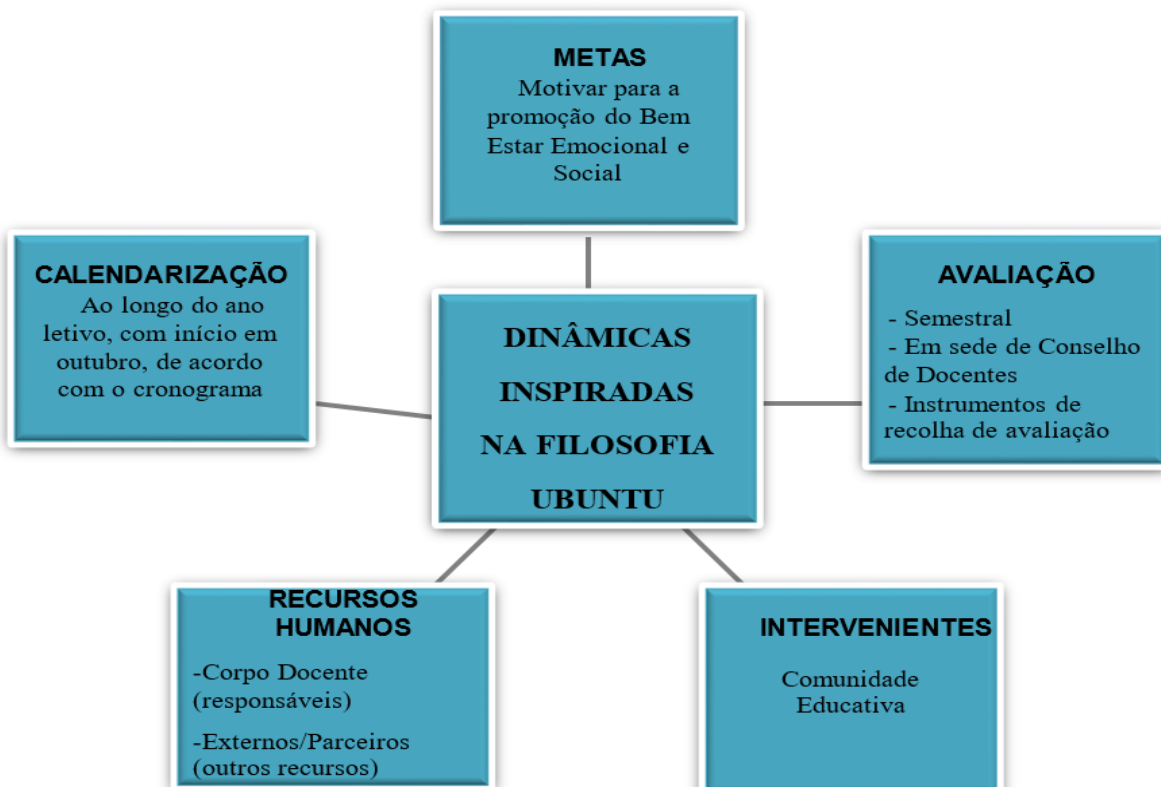 METAS
Motivar para a
promoção do Bem
Estar Emocional e
Social
CALENDARIZAÇÃO
Ao longo do ano
letivo, com início em
outubro, de acordo
com o cronograma
DINÂMICAS
INSPIRADAS
NA FILOSOFIA
UBUNTU
AVALIAÇÃO
- Semestral
- Em sede de Conselho
de Docentes
- Instrumentos de
recolha de avaliação
RECURSOS
HUMANOS
-Corpo Docente
(responsáveis)
-Externos/Parceiros
(outros recursos)
INTERVENIENTES
Comunidade
Educativa